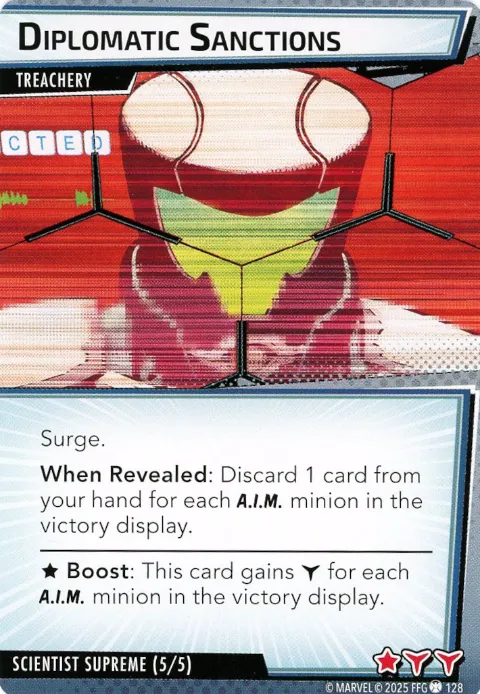 DIPLOMATIC SANCTIONS
TREACHERY
CTED
Surge.
When Revealed: Discard 1 card from
your hand for each A.I.M. minion in the
victory display.
★ Boost: This card gains for each
A.I.M. minion in the victory display.
SCIENTIST SUPREME (5/5)
© MARVEL © 2025 FFG 128